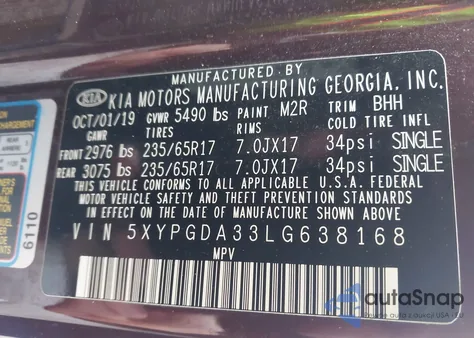 MANUFACTURED BY
KIA KIA MOTORS MANUFACTURING GEORGIA, INC.
OCT/01/19 GVWR 5490 lbs PAINT M2R TRIM BHH
GAWR TIRES RIMS COLD TIRE INFL
FRONT 2976 lbs 235/65R17 7.0JX17 34psi SINGLE
REAR 3075 lbs 235/65R17 7.0JX17 34psi SINGLE
THIS VEHICLE CONFORMS TO ALL APPLICABLE U.S.A. FEDERAL
MOTOR VEHICLE SAFETY AND THEFT PREVENTION STANDARDS
IN EFFECT ON THE DATE OF MANUFACTURE SHOWN ABOVE.
VIN 5XYPGDA33LG638168
MPV
6110
autoSnap